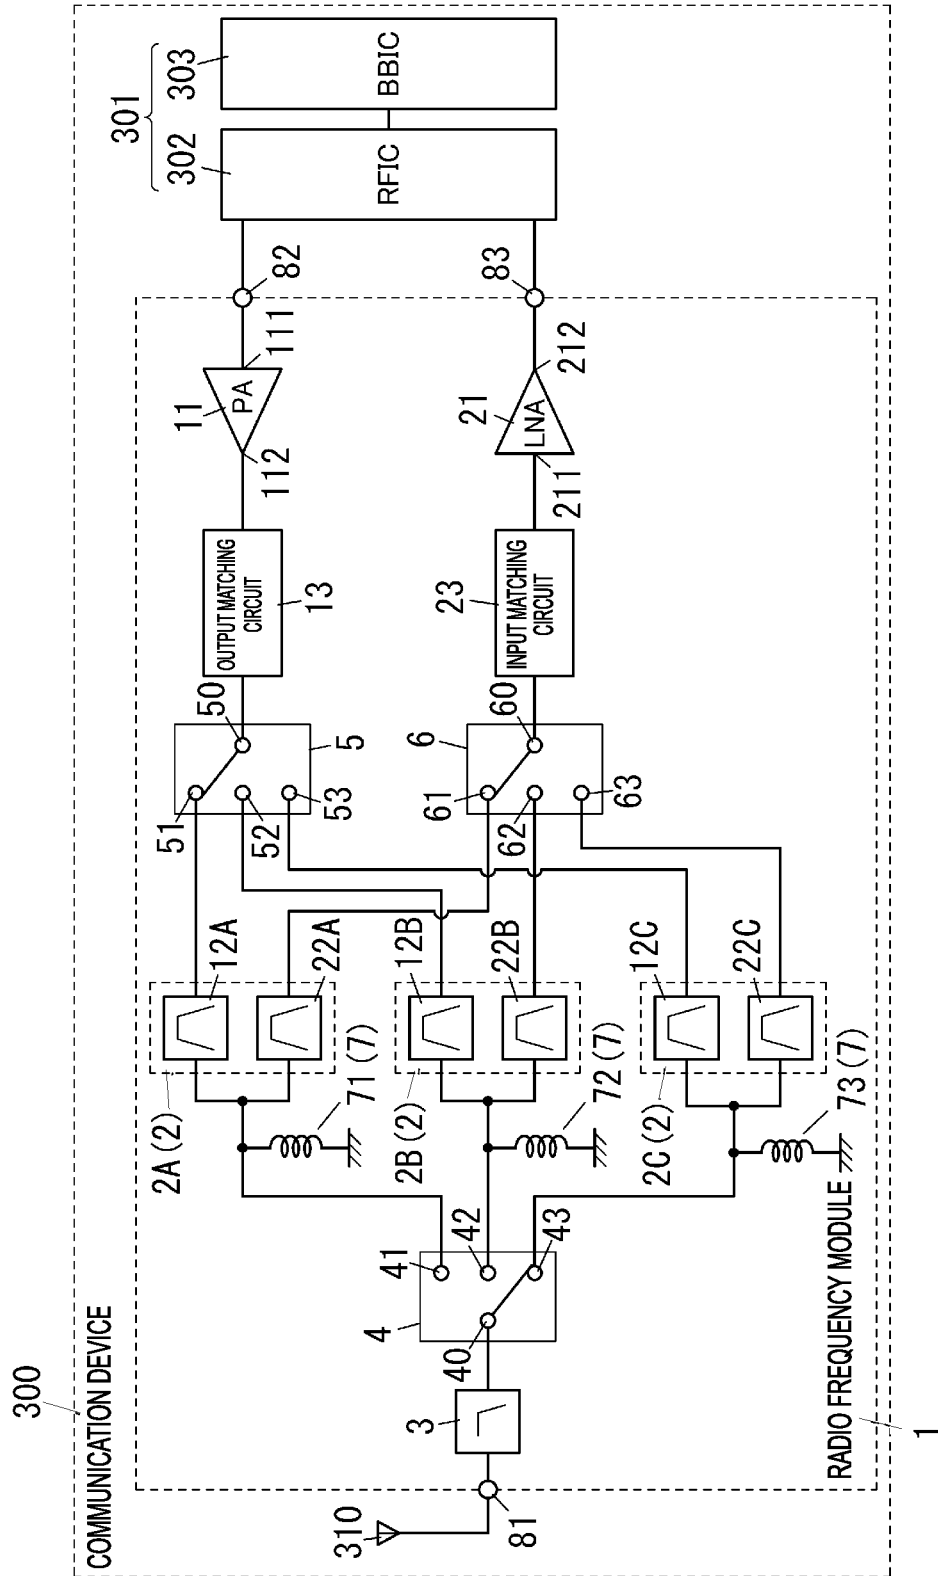 300
COMMUNICATION DEVICE
RADIO FREQUENCY MODULE
1
310
81
3
4
40
41
42
43
2A (2)
71 (7)
2B (2)
72 (7)
2C (2)
73 (7)
12A
22A
12B
22B
12C
22C
51
52
53
50
5
61
62
63
60
6
OUTPUT MATCHING
CIRCUIT
13
INPUT MATCHING
CIRCUIT
23
112
11
PA
111
211
21
LNA
212
82
83
301
302
RFIC
303
BBIC